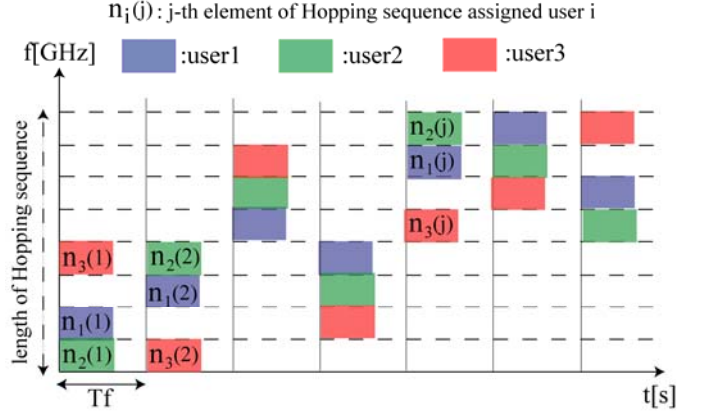 nᵢ(j) : j-th element of Hopping sequence assigned user i
f[GHz]
:user1
:user2
:user3
length of Hopping sequence
n₂(j)
n₁(j)
n₃(j)
n₃(1)
n₂(2)
n₁(2)
n₁(1)
n₂(1)
n₃(2)
Tf
t[s]